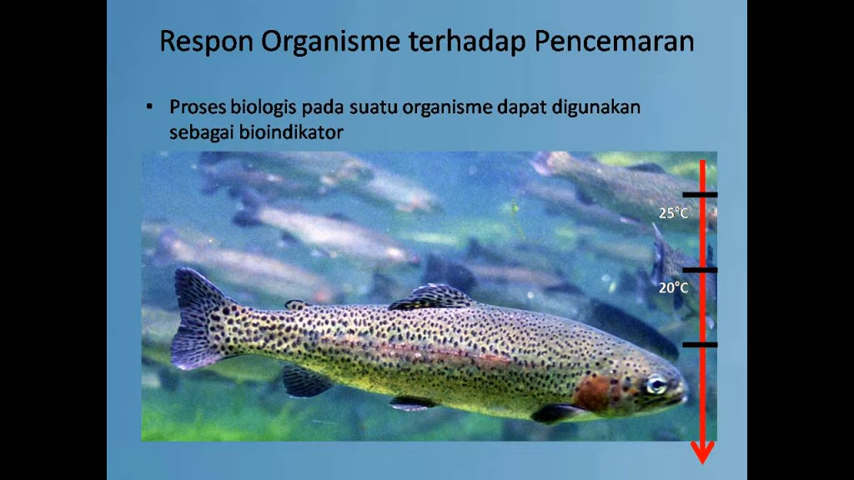 Respon Organisme terhadap Pencemaran
• Proses biologis pada suatu organisme dapat digunakan
sebagai bioindikator
25°C
20°C